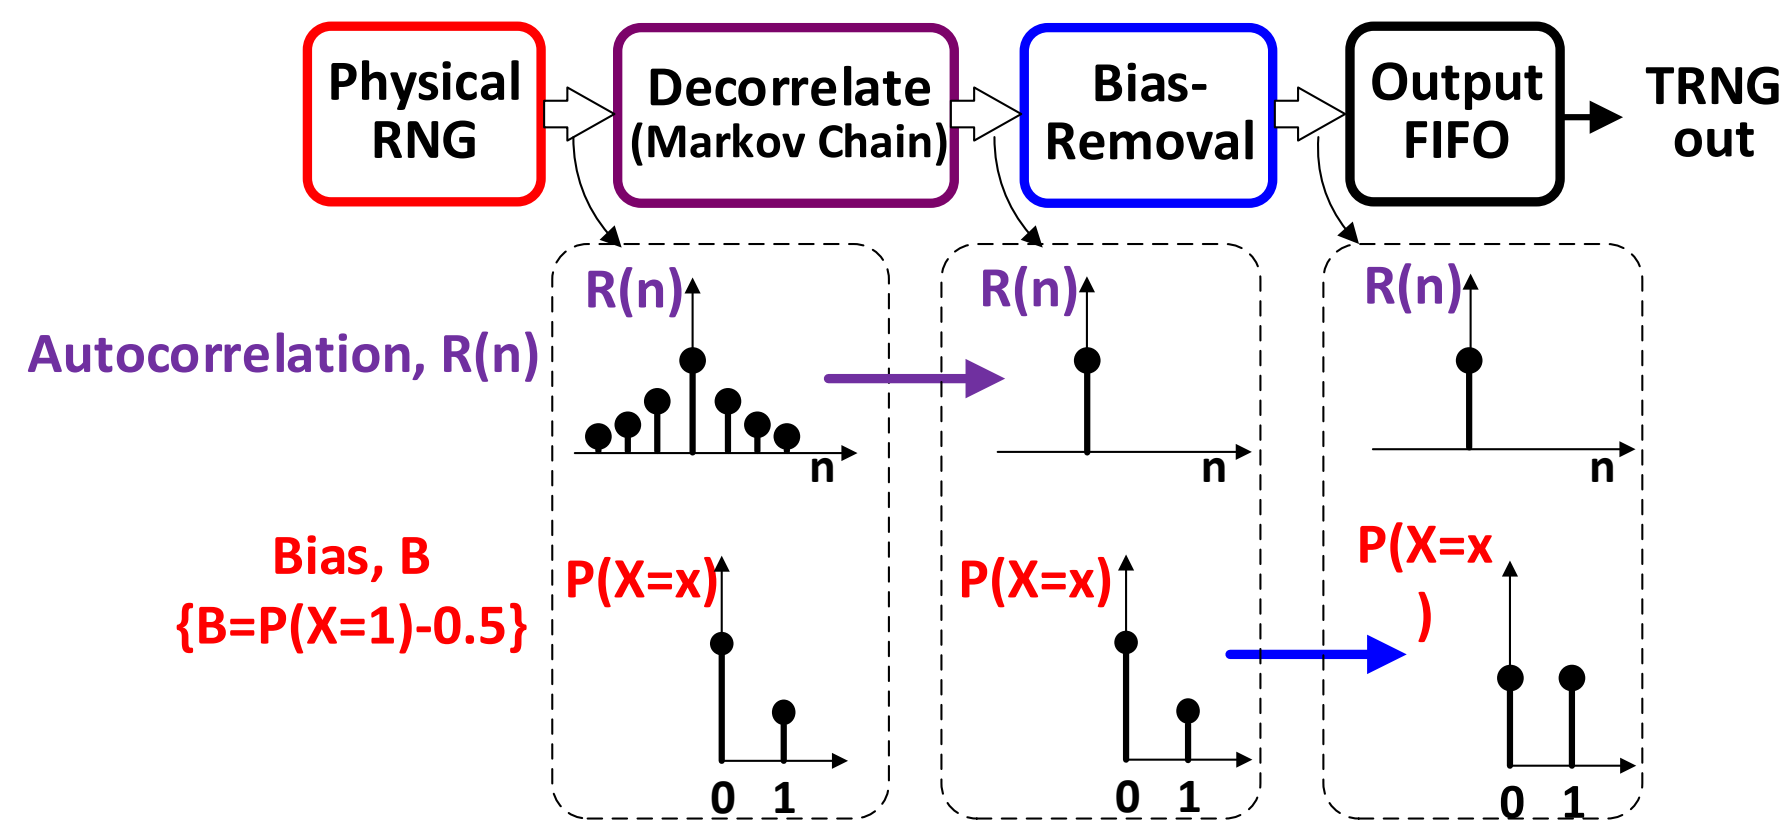 Physical
RNG
Decorrelate
(Markov Chain)
Bias-
Removal
Output
FIFO
TRNG
out
Autocorrelation, R(n)
R(n)
n
R(n)
n
R(n)
n
Bias, B
{B=P(X=1)-0.5}
P(X=x)
0 1
P(X=x)
0 1
P(X=x
)
0 1